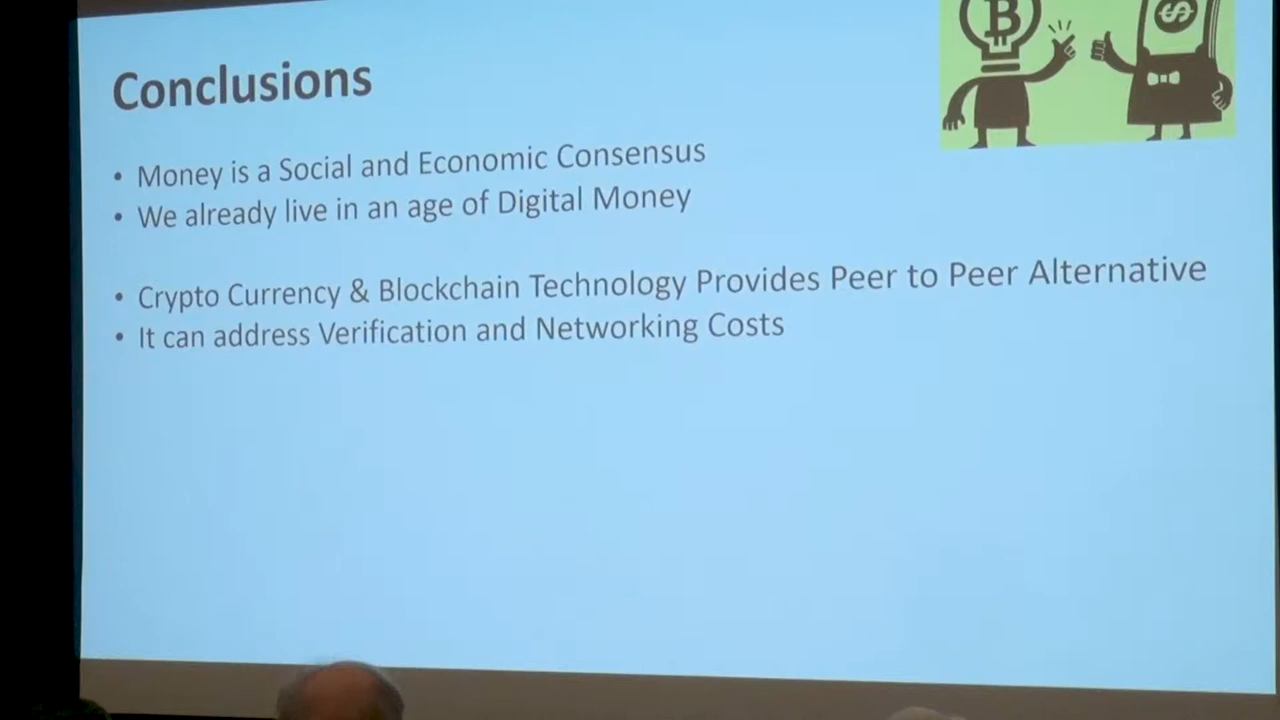 Conclusions
• Money is a Social and Economic Consensus
• We already live in an age of Digital Money
• Crypto Currency & Blockchain Technology Provides Peer to Peer Alternative
• It can address Verification and Networking Costs
B
$